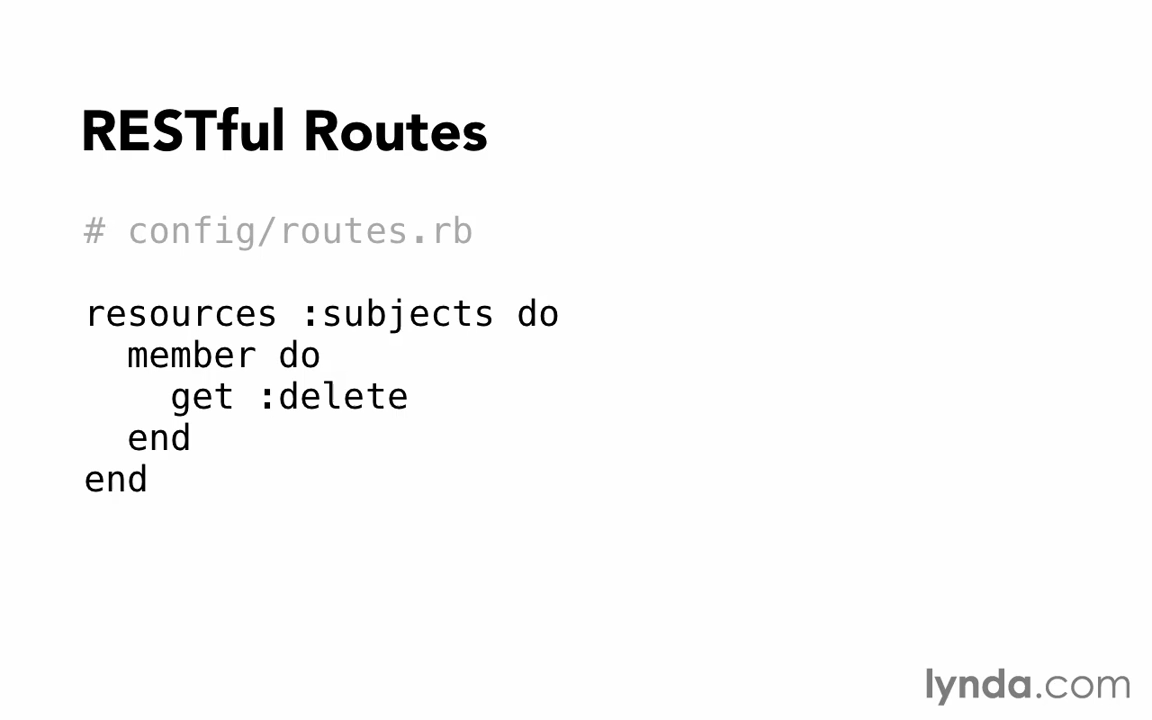 RESTful Routes
# config/routes.rb
resources :subjects do
  member do
    get :delete
  end
end
lynda.com